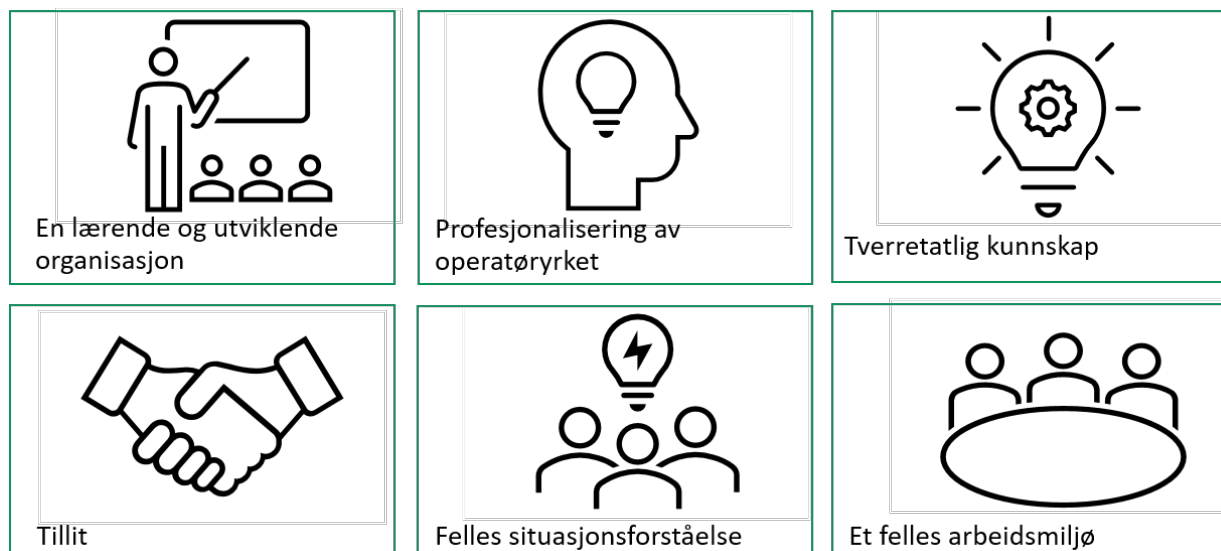 En lærende og utviklende
organisasjon
Profesjonalisering av
operatøryrket
Tverretatlig kunnskap
Tillit
Felles situasjonsforståelse
Et felles arbeidsmiljø